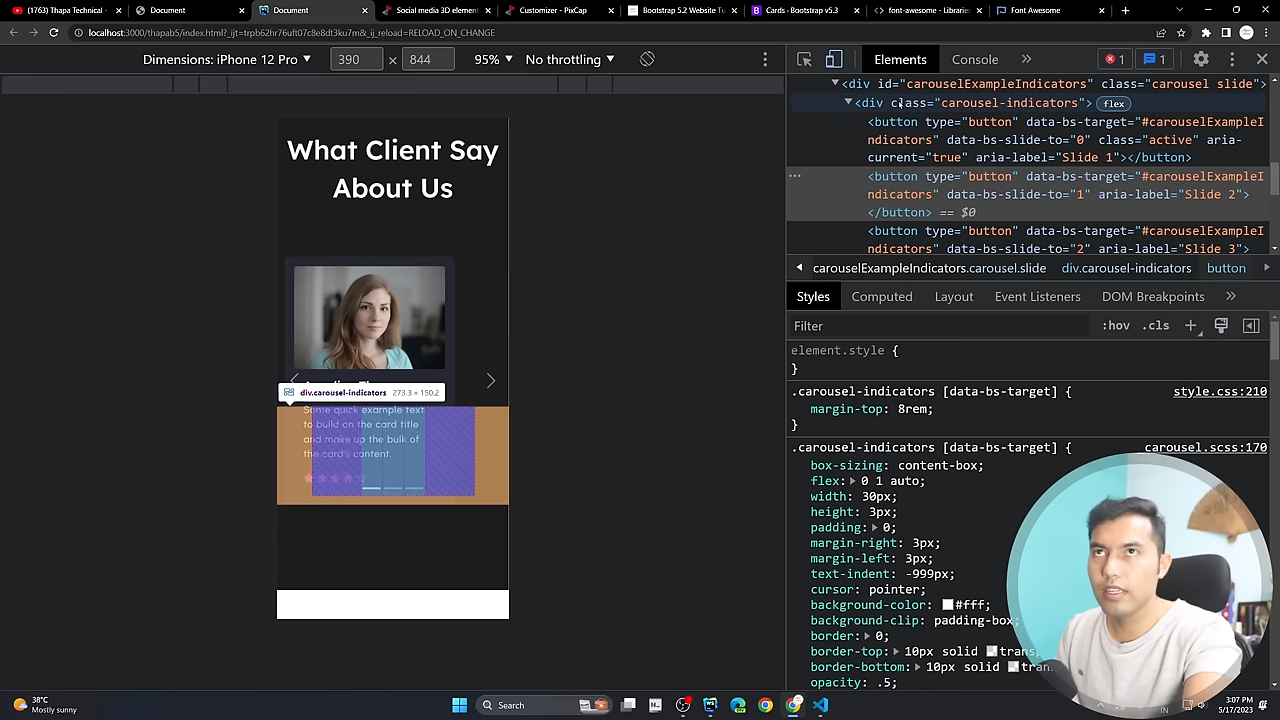 (1763) Thapa Technical -
Document
Document
Social media 3D element
Customizer - PixCap
Bootstrap 5.2 Website Tu
Cards · Bootstrap v5.3
font-awesome - Libraries
Font Awesome
localhost:3000/thapab5/index.html?_ijt=trpb62hr76uft07c8e8dt3ku7m&_ij_reload=RELOAD_ON_CHANGE
Dimensions: iPhone 12 Pro
390
×
844
95%
No throttling
Elements
Console
1
1
What Client Say
About Us
div.carousel-indicators 273.3 × 150.2
Some quick example text
to build on the card title
and make up the bulk of
the card's content.
<div id="carouselExampleIndicators" class="carousel slide">
<div class="carousel-indicators"> flex
<button type="button" data-bs-target="#carouselExampleI
ndicators" data-bs-slide-to="0" class="active" aria-
current="true" aria-label="Slide 1"></button>
<button type="button" data-bs-target="#carouselExampleI
ndicators" data-bs-slide-to="1" aria-label="Slide 2">
</button> == $0
<button type="button" data-bs-target="#carouselExampleI
ndicators" data-bs-slide-to="2" aria-label="Slide 3">
carouselExampleIndicators.carousel.slide
div.carousel-indicators
button
Styles
Computed
Layout
Event Listeners
DOM Breakpoints
Filter
:hov
.cls
element.style {
}
.carousel-indicators [data-bs-target] { style.css:210
margin-top: 8rem;
}
.carousel-indicators [data-bs-target] { _carousel.scss:170
box-sizing: content-box;
flex: 0 1 auto;
width: 30px;
height: 3px;
padding: 0;
margin-right: 3px;
margin-left: 3px;
text-indent: -999px;
cursor: pointer;
background-color: #fff;
background-clip: padding-box;
border: 0;
border-top: 10px solid
border-bottom: 10px solid
opacity: .5;
38°C
Mostly sunny
Search
IN
3:07 PM
5/17/2023